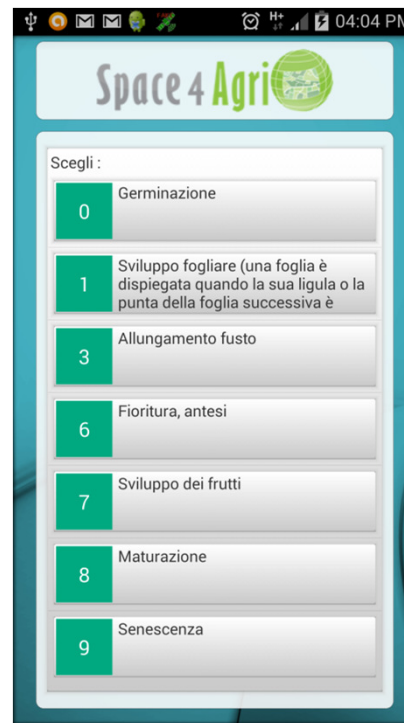 H+ 04:04 PM
Space 4 Agri
Scegli :
0
Germinazione
1
Sviluppo fogliare (una foglia è
dispiegata quando la sua ligula o la
punta della foglia successiva è
3
Allungamento fusto
6
Fioritura, antesi
7
Sviluppo dei frutti
8
Maturazione
9
Senescenza